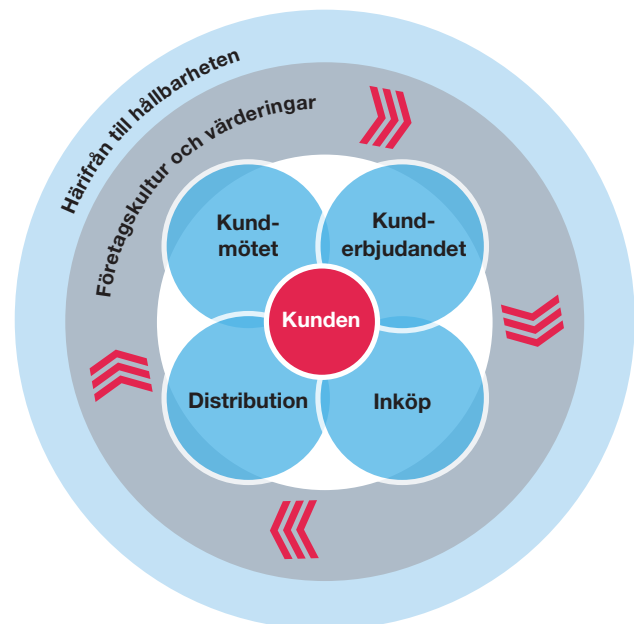 Härifrån till hållbarheten
Företagskultur och värderingar
Kund-
mötet
Kund-
erbjudandet
Kunden
Distribution
Inköp